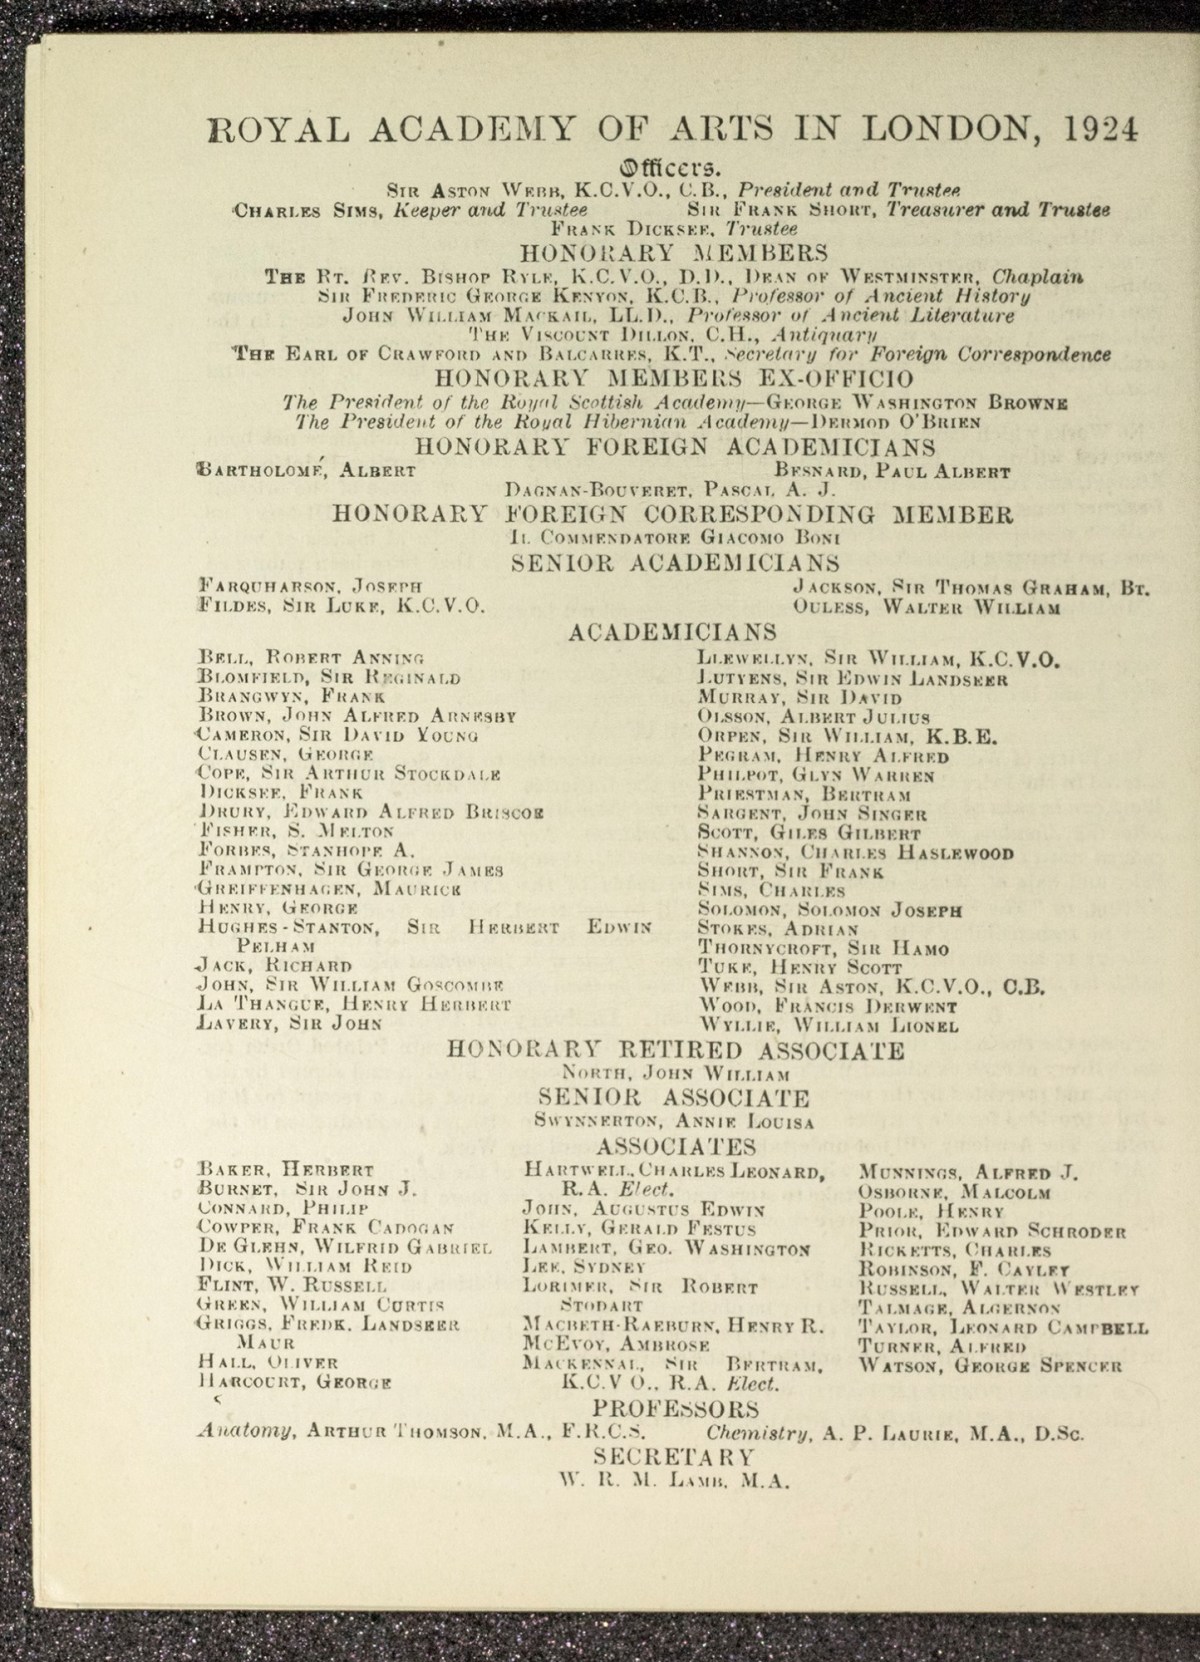 ROYAL ACADEMY OF ARTS IN LONDON, 1924
Officers.
SIR ASTON WEBB, K.C.V.O., C.B., President and Trustee
CHARLES SIMS, Keeper and Trustee SIR FRANK SHORT, Treasurer and Trustee
FRANK DICKSEE, Trustee
HONORARY MEMBERS
THE RT. REV. BISHOP RYLE, K.C.V.O., D.D., DEAN OF WESTMINSTER, Chaplain
SIR FREDERIC GEORGE KENYON, K.C.B., Professor of Ancient History
JOHN WILLIAM MACKAIL, LL.D., Professor of Ancient Literature
THE VISCOUNT DILLON, C.H., Antiquary
THE EARL OF CRAWFORD AND BALCARRES, K.T., Secretary for Foreign Correspondence
HONORARY MEMBERS EX-OFFICIO
The President of the Royal Scottish Academy—GEORGE WASHINGTON BROWNE
The President of the Royal Hibernian Academy—DERMOD O'BRIEN
HONORARY FOREIGN ACADEMICIANS
BARTHOLOMÉ, ALBERT BESNARD, PAUL ALBERT
DAGNAN-BOUVERET, PASCAL A. J.
HONORARY FOREIGN CORRESPONDING MEMBER
IL COMMENDATORE GIACOMO BONI
SENIOR ACADEMICIANS
FARQUHARSON, JOSEPH
FILDES, SIR LUKE, K.C.V.O.
JACKSON, SIR THOMAS GRAHAM, BT.
OULESS, WALTER WILLIAM
ACADEMICIANS
BELL, ROBERT ANNING
BLOMFIELD, SIR REGINALD
BRANGWYN, FRANK
BROWN, JOHN ALFRED ARNESBY
CAMERON, SIR DAVID YOUNG
CLAUSEN, GEORGE
COPE, SIR ARTHUR STOCKDALE
DICKSEE, FRANK
DRURY, EDWARD ALFRED BRISCOE
FISHER, S. MELTON
FORBES, STANHOPE A.
FRAMPTON, SIR GEORGE JAMES
GREIFFENHAGEN, MAURICE
HENRY, GEORGE
HUGHES-STANTON, SIR HERBERT EDWIN
PELHAM
JACK, RICHARD
JOHN, SIR WILLIAM GOSCOMBE
LA THANGUE, HENRY HERBERT
LAVERY, SIR JOHN
LLEWELLYN, SIR WILLIAM, K.C.V.O.
LUTYENS, SIR EDWIN LANDSEER
MURRAY, SIR DAVID
OLSSON, ALBERT JULIUS
ORPEN, SIR WILLIAM, K.B.E.
PEGRAM, HENRY ALFRED
PHILPOT, GLYN WARREN
PRIESTMAN, BERTRAM
SARGENT, JOHN SINGER
SCOTT, GILES GILBERT
SHANNON, CHARLES HASLEWOOD
SHORT, SIR FRANK
SIMS, CHARLES
SOLOMON, SOLOMON JOSEPH
STOKES, ADRIAN
THORNYCROFT, SIR HAMO
TUKE, HENRY SCOTT
WEBB, SIR ASTON, K.C.V.O., C.B.
WOOD, FRANCIS DERWENT
WYLLIE, WILLIAM LIONEL
HONORARY RETIRED ASSOCIATE
NORTH, JOHN WILLIAM
SENIOR ASSOCIATE
SWYNNERTON, ANNIE LOUISA
ASSOCIATES
BAKER, HERBERT
BURNET, SIR JOHN J.
CONNARD, PHILIP
COWPER, FRANK CADOGAN
DE GLEHN, WILFRID GABRIEL
DICK, WILLIAM REID
FLINT, W. RUSSELL
GREEN, WILLIAM CURTIS
GRIGGS, FREDK. LANDSEER
MAUR
HALL, OLIVER
HARCOURT, GEORGE
HARTWELL, CHARLES LEONARD,
R.A. Elect.
JOHN, AUGUSTUS EDWIN
KELLY, GERALD FESTUS
LAMBERT, GEO. WASHINGTON
LEE, SYDNEY
LORIMER, SIR ROBERT
STODART
MACBETH-RAEBURN, HENRY R.
MCEVOY, AMBROSE
MACKENNAL, SIR BERTRAM,
K.C.V O., R.A. Elect.
MUNNINGS, ALFRED J.
OSBORNE, MALCOLM
POOLE, HENRY
PRIOR, EDWARD SCHRODER
RICKETTS, CHARLES
ROBINSON, F. CAYLEY
RUSSELL, WALTER WESTLEY
TALMAGE, ALGERNON
TAYLOR, LEONARD CAMPBELL
TURNER, ALFRED
WATSON, GEORGE SPENCER
PROFESSORS
Anatomy, ARTHUR THOMSON, M.A., F.R.C.S. Chemistry, A. P. LAURIE, M.A., D.SC.
SECRETARY
W. R. M. LAMB, M.A.